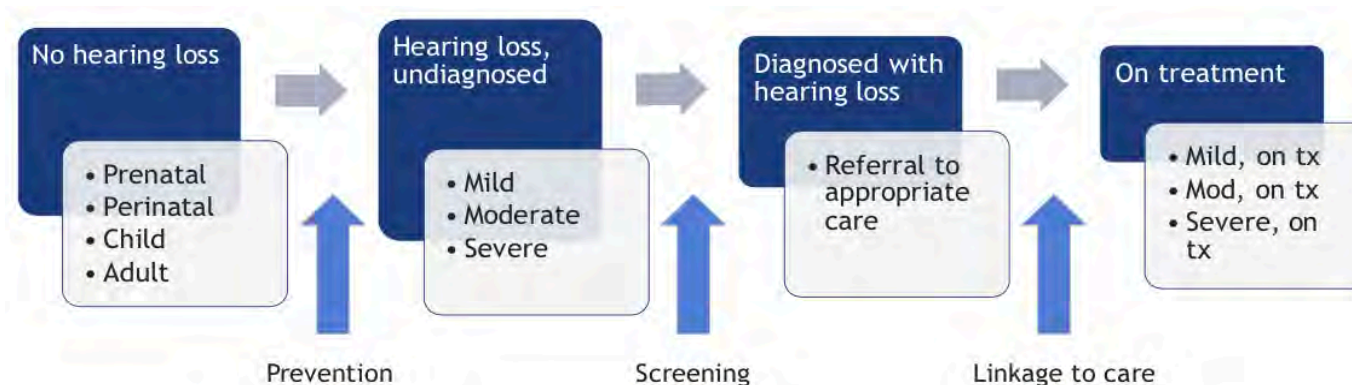 No hearing loss
• Prenatal
• Perinatal
• Child
• Adult
Hearing loss,
undiagnosed
• Mild
• Moderate
• Severe
Diagnosed with
hearing loss
• Referral to
appropriate
care
On treatment
• Mild, on tx
• Mod, on tx
• Severe, on
tx
Prevention
Screening
Linkage to care